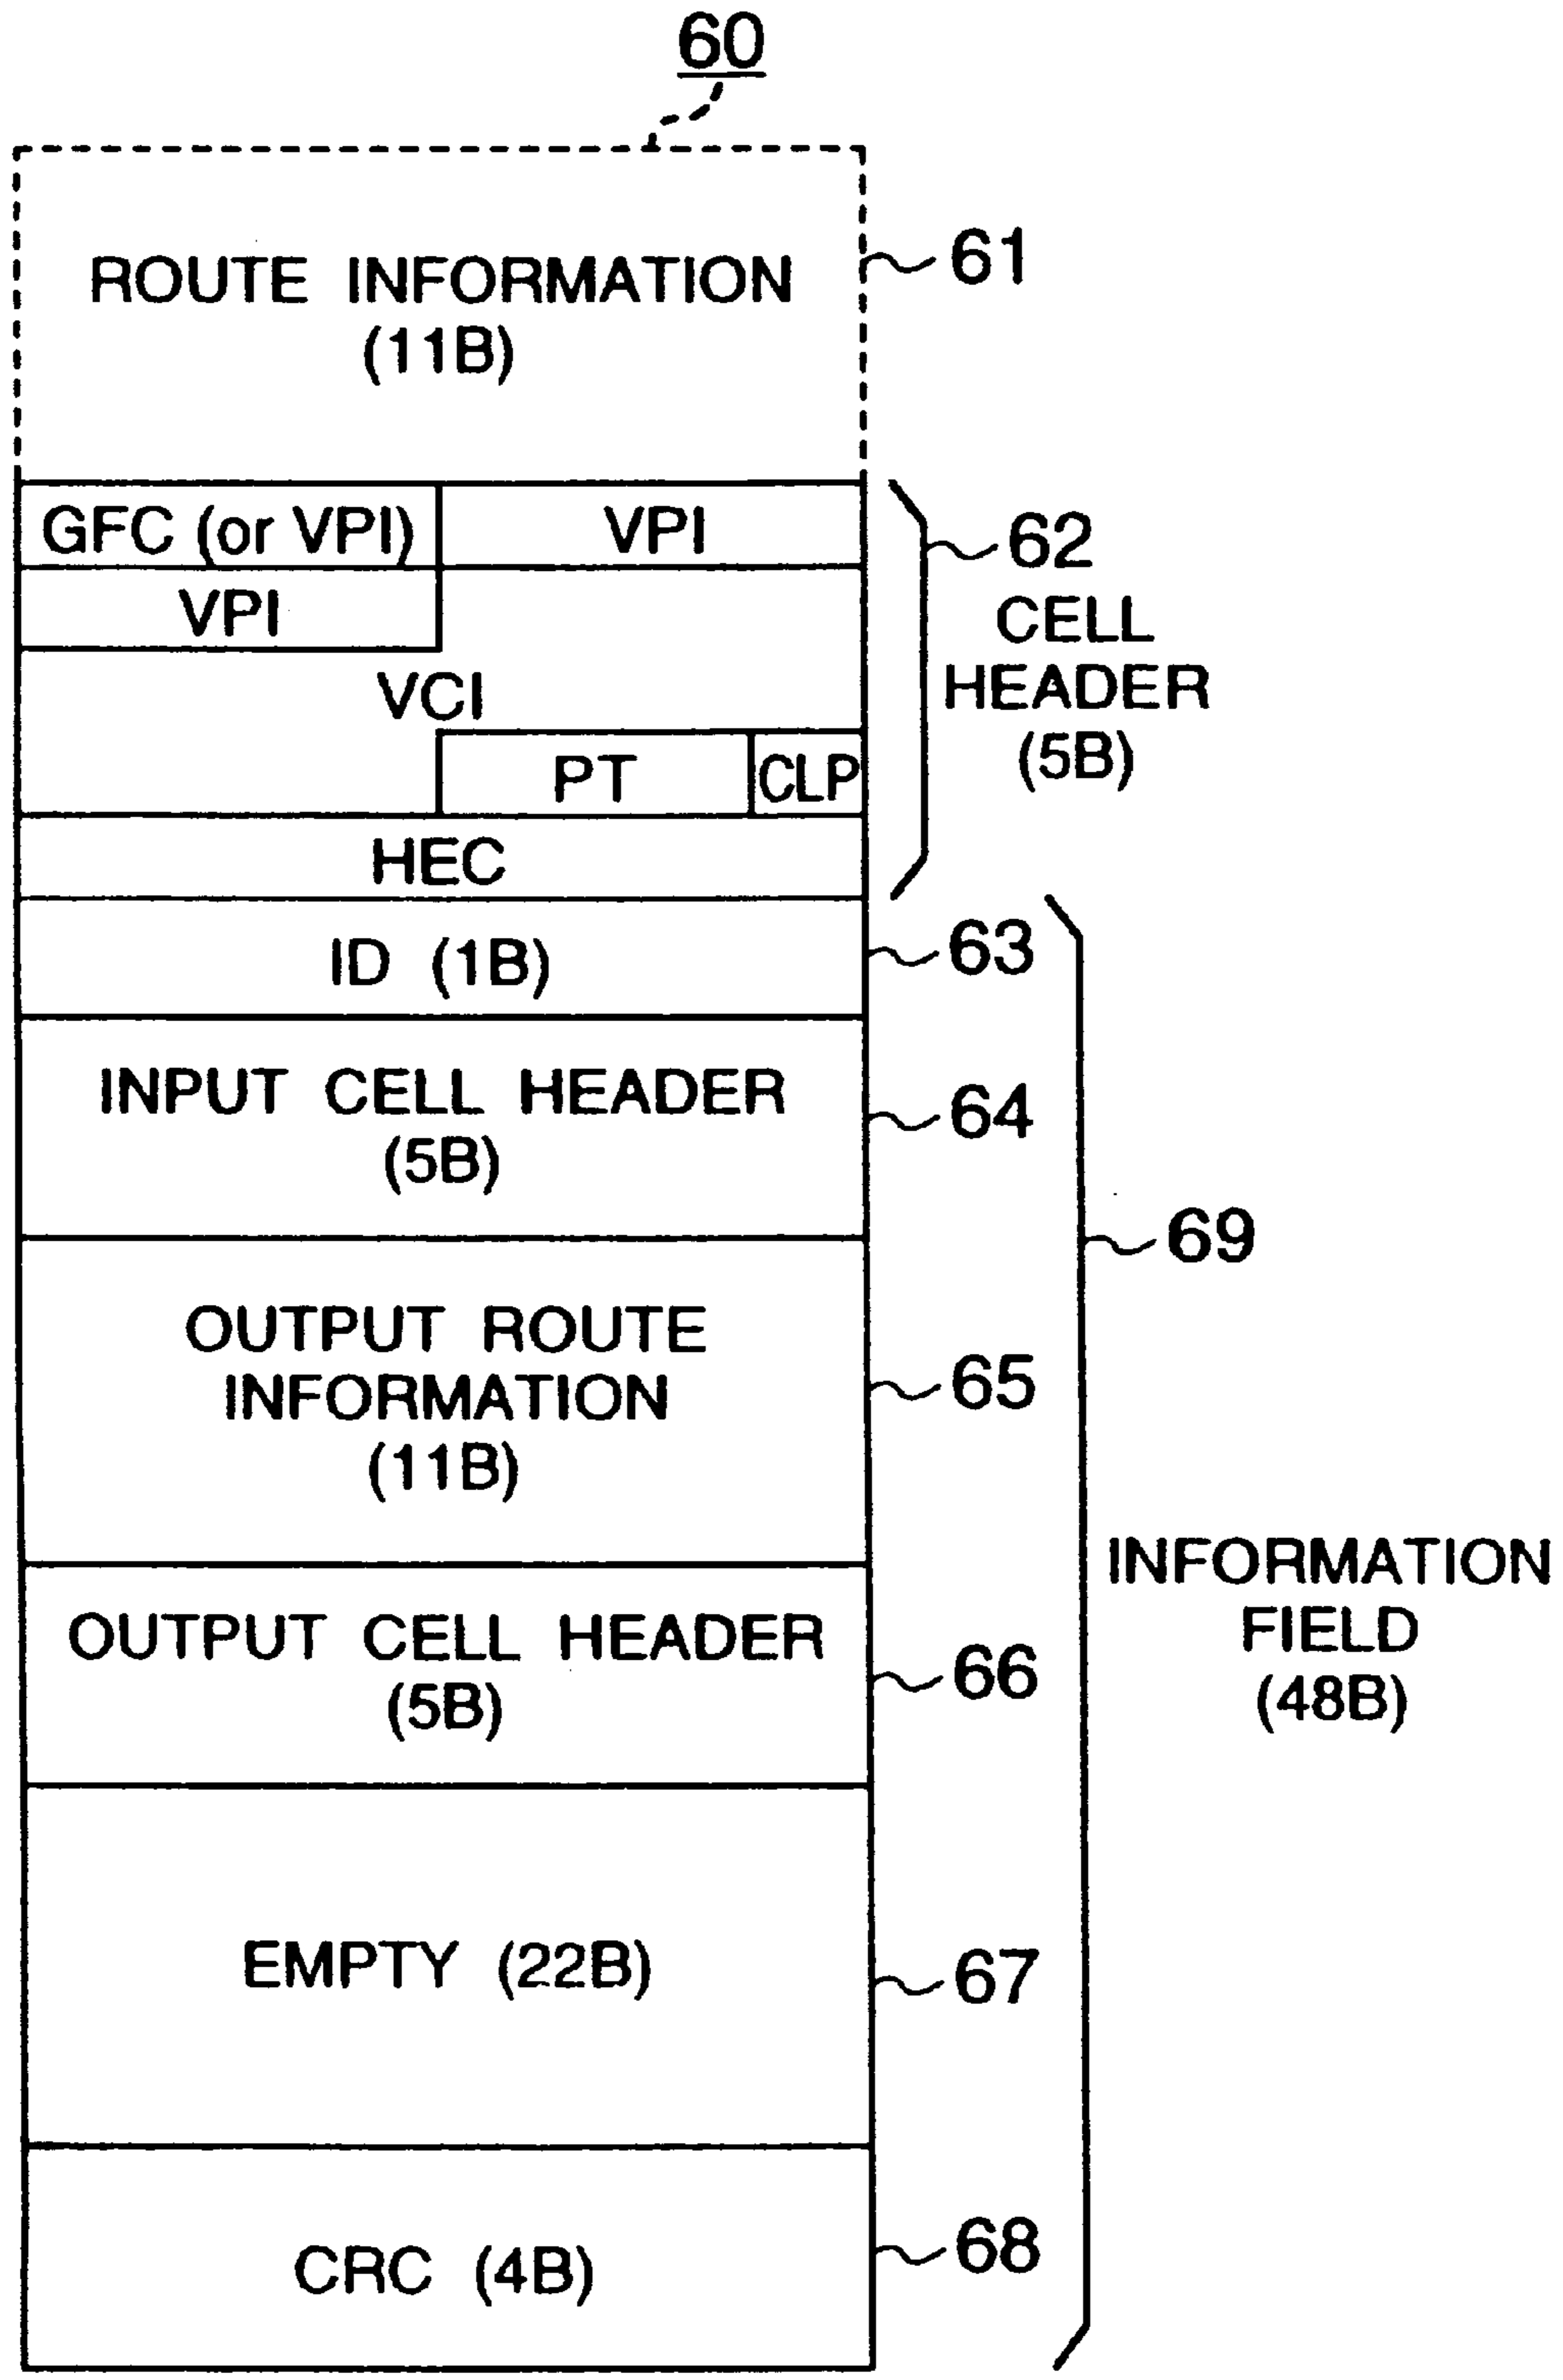 60
ROUTE INFORMATION
(11B)
61
GFC (or VPI)
VPI
VPI
VCI
PT
CLP
HEC
62
CELL
HEADER
(5B)
ID (1B)
63
INPUT CELL HEADER
(5B)
64
OUTPUT ROUTE
INFORMATION
(11B)
65
OUTPUT CELL HEADER
(5B)
66
EMPTY (22B)
67
CRC (4B)
68
69
INFORMATION
FIELD
(48B)